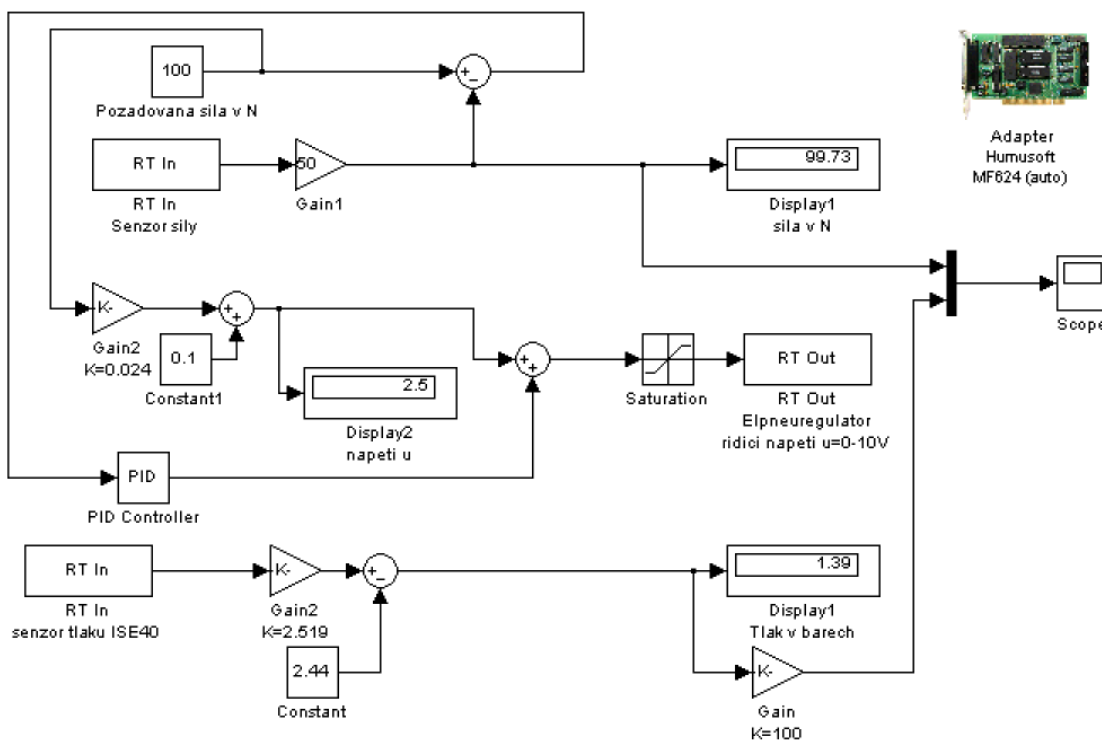 100
Pozadovana sila v N
Adapter
Humusoft
MF624 (auto)
RT In
RT In
Senzor sily
50
Gain1
99.73
Display1
sila v N
Scope
K-
Gain2
K=0.024
0.1
Constant1
2.5
Display2
napeti u
Saturation
RT Out
RT Out
Elpneuregulator
ridici napeti u=0-10V
PID
PID Controller
RT In
RT In
senzor tlaku ISE40
K-
Gain2
K=2.519
2.44
Constant
1.39
Display1
Tlak v barech
K-
Gain
K=100